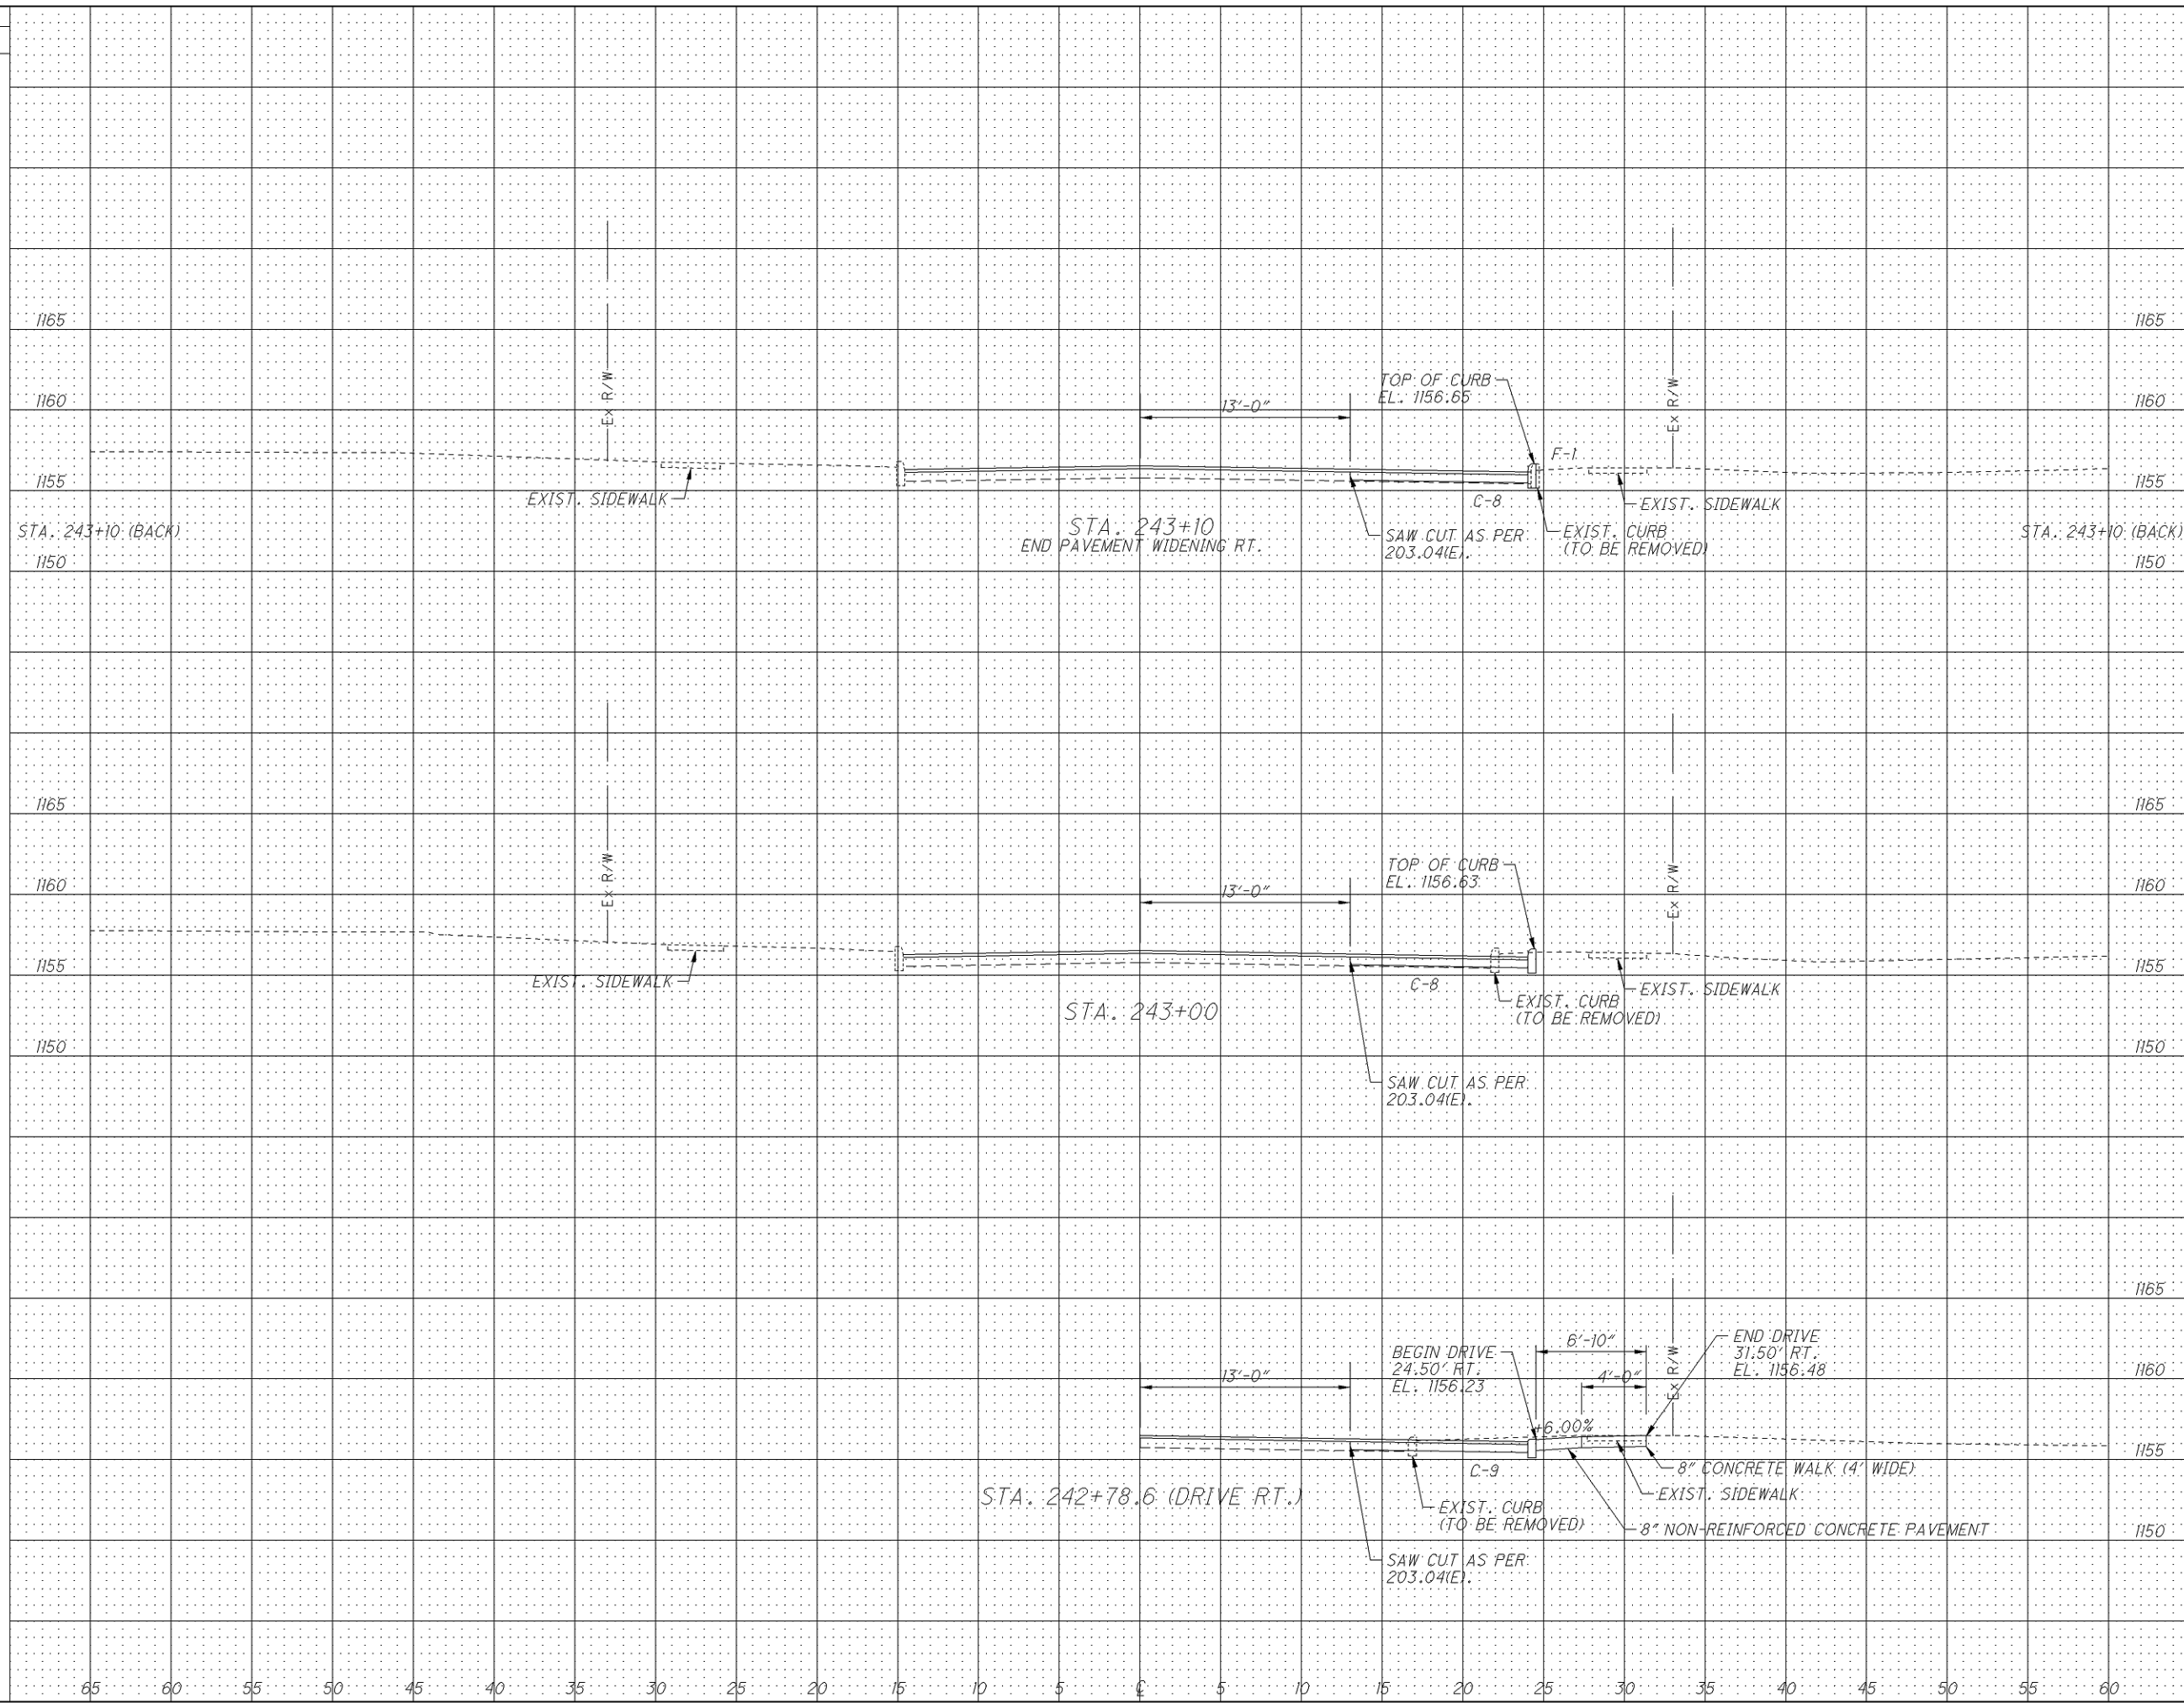 1165
1165
Ex R/W
Ex R/W
TOP OF CURB
EL. 1156.65
13'-0"
1160
1160
F-1
1155
1155
EXIST. SIDEWALK
C-8
EXIST. SIDEWALK
STA. 243+10 (BACK)
STA. 243+10
END PAVEMENT WIDENING RT.
SAW CUT AS PER
203.04(E).
EXIST. CURB
(TO BE REMOVED)
STA. 243+10 (BACK)
1150
1150
1165
1165
Ex R/W
Ex R/W
TOP OF CURB
EL. 1156.63
13'-0"
1160
1160
1155
1155
EXIST. SIDEWALK
C-8
EXIST. SIDEWALK
EXIST. CURB
(TO BE REMOVED)
STA. 243+00
1150
1150
SAW CUT AS PER
203.04(E).
1165
6'-10"
END DRIVE
31.50' RT.
EL. 1156.48
BEGIN DRIVE
24.50' RT.
EL. 1156.23
Ex R/W
13'-0"
4'-0"
1160
+6.00%
1155
C-9
8" CONCRETE WALK (4' WIDE)
EXIST. SIDEWALK
STA. 242+78.6 (DRIVE RT.)
EXIST. CURB
(TO BE REMOVED)
8" NON-REINFORCED CONCRETE PAVEMENT
1150
SAW CUT AS PER
203.04(E).
65 60 55 50 45 40 35 30 25 20 15 10 5 ℄ 5 10 15 20 25 30 35 40 45 50 55 60